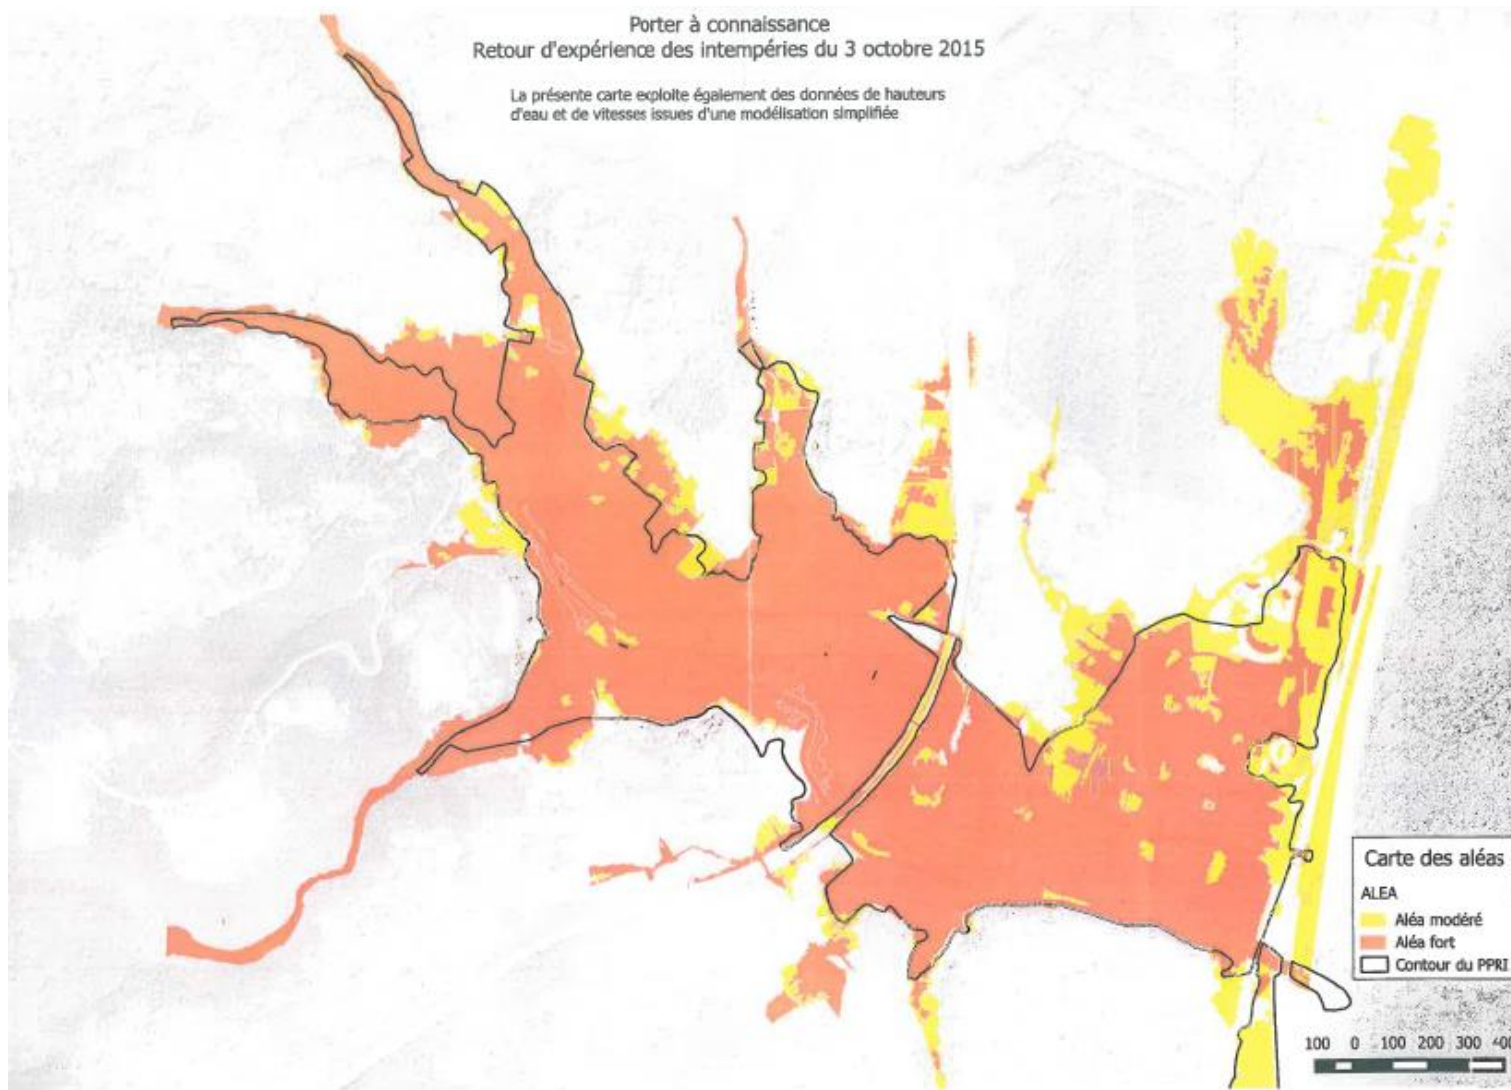 Porter à connaissance
Retour d'expérience des intempéries du 3 octobre 2015
La présente carte exploite également des données de hauteurs
d'eau et de vitesses issues d'une modélisation simplifiée
Carte des aléas
ALEA
Aléa modéré
Aléa fort
Contour du PPRI
100 0 100 200 300 400